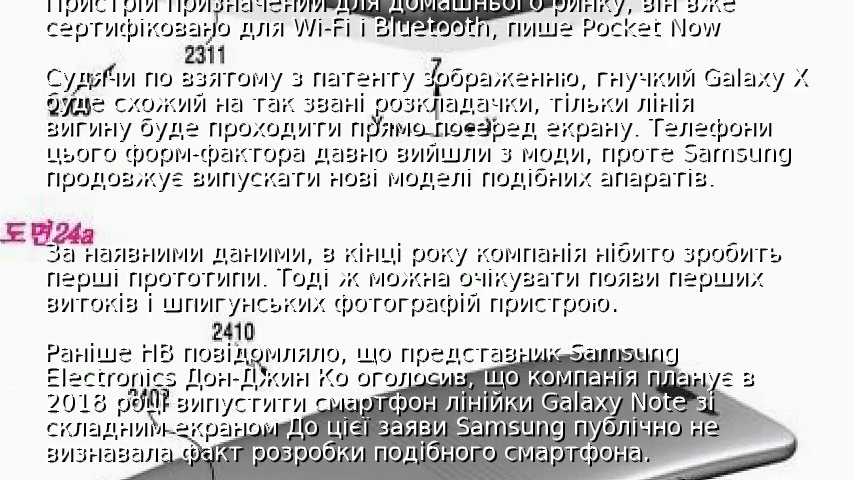 Пристрій призначений для домашнього ринку, він вже
сертифіковано для Wi-Fi і Bluetooth, пише Pocket Now
2311
Судячи по взятому з патенту зображенню, гнучкий Galaxy X
буде схожий на так звані розкладачки, тільки лінія
вигину буде проходити прямо посеред екрану. Телефони
цього форм-фактора давно вийшли з моди, проте Samsung
продовжує випускати нові моделі подібних апаратів.
도면24a
За наявними даними, в кінці року компанія нібито зробить
перші прототипи. Тоді ж можна очікувати появи перших
витоків і шпигунських фотографій пристрою.
2410
Раніше НВ повідомляло, що представник Samsung
Electronics Дон-Джин Ко оголосив, що компанія планує в
2018 році випустити смартфон лінійки Galaxy Note зі
складним екраном До цієї заяви Samsung публічно не
визнавала факт розробки подібного смартфона.